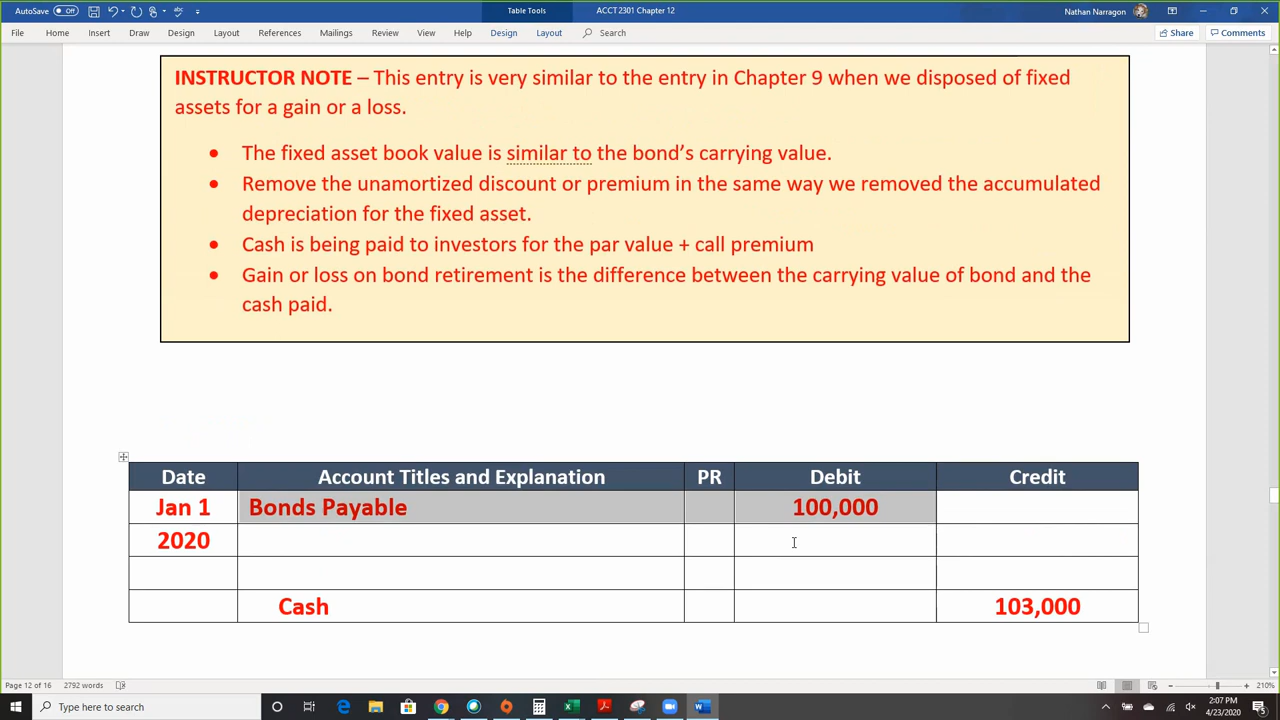 AutoSave Off ACCT 2301 Chapter 12 Table Tools Nathan Narragon
File Home Insert Draw Design Layout References Mailings Review View Help Design Layout Search Share Comments
INSTRUCTOR NOTE – This entry is very similar to the entry in Chapter 9 when we disposed of fixed
assets for a gain or a loss.
• The fixed asset book value is similar to the bond's carrying value.
• Remove the unamortized discount or premium in the same way we removed the accumulated
depreciation for the fixed asset.
• Cash is being paid to investors for the par value + call premium
• Gain or loss on bond retirement is the difference between the carrying value of bond and the
cash paid.
Date Account Titles and Explanation PR Debit Credit
Jan 1 Bonds Payable 100,000
2020
Cash 103,000
Page 12 of 16 2792 words 210%
Type here to search 2:07 PM
4/23/2020